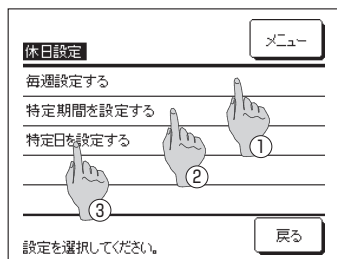 休日設定
メニュー
毎週設定する
特定期間を設定する
特定日を設定する
①
②
③
設定を選択してください。
戻る